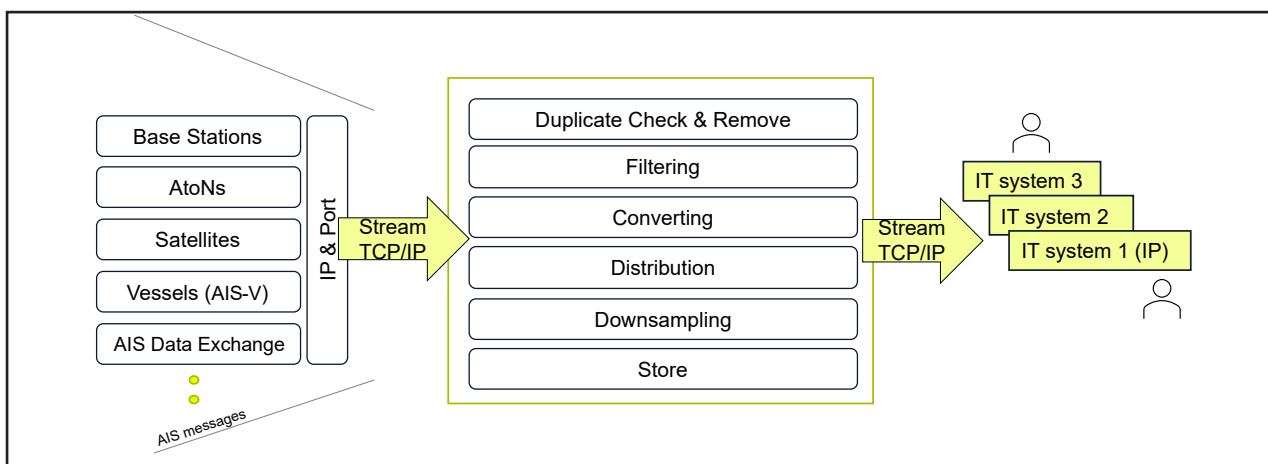 Base Stations
AtoNs
Satellites
Vessels (AIS-V)
AIS Data Exchange
AIS messages
IP & Port
Stream
TCP/IP
Duplicate Check & Remove
Filtering
Converting
Distribution
Downsampling
Store
Stream
TCP/IP
IT system 3
IT system 2
IT system 1 (IP)